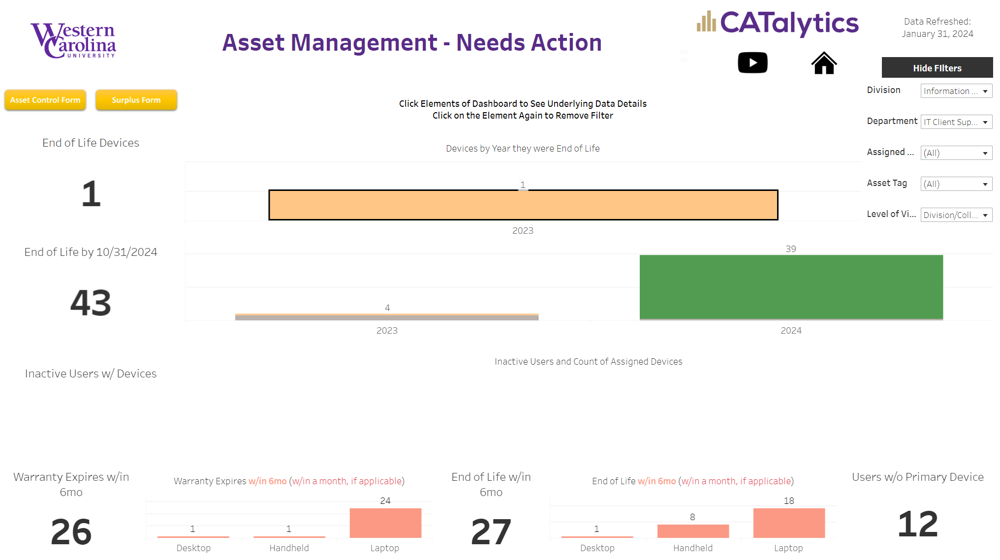 Western
Carolina
UNIVERSITY
Asset Management - Needs Action
CATalytics
Data Refreshed:
January 31, 2024
Hide FIlters
Asset Control Form
Surplus Form
Click Elements of Dashboard to See Underlying Data Details
Click on the Element Again to Remove Filter
Division
Information ...
Department
IT Client Sup...
Assigned ...
(All)
Asset Tag
(All)
Level of Vi...
Division/Coll...
End of Life Devices
1
Devices by Year they were End of Life
1
2023
End of Life by 10/31/2024
43
4
39
2023
2024
Inactive Users w/ Devices
Inactive Users and Count of Assigned Devices
Warranty Expires w/in
6mo
26
Warranty Expires w/in 6mo (w/in a month, if applicable)
1
1
24
Desktop
Handheld
Laptop
End of Life w/in
6mo
27
End of Life w/in 6mo (w/in a month, if applicable)
1
8
18
Desktop
Handheld
Laptop
Users w/o Primary Device
12